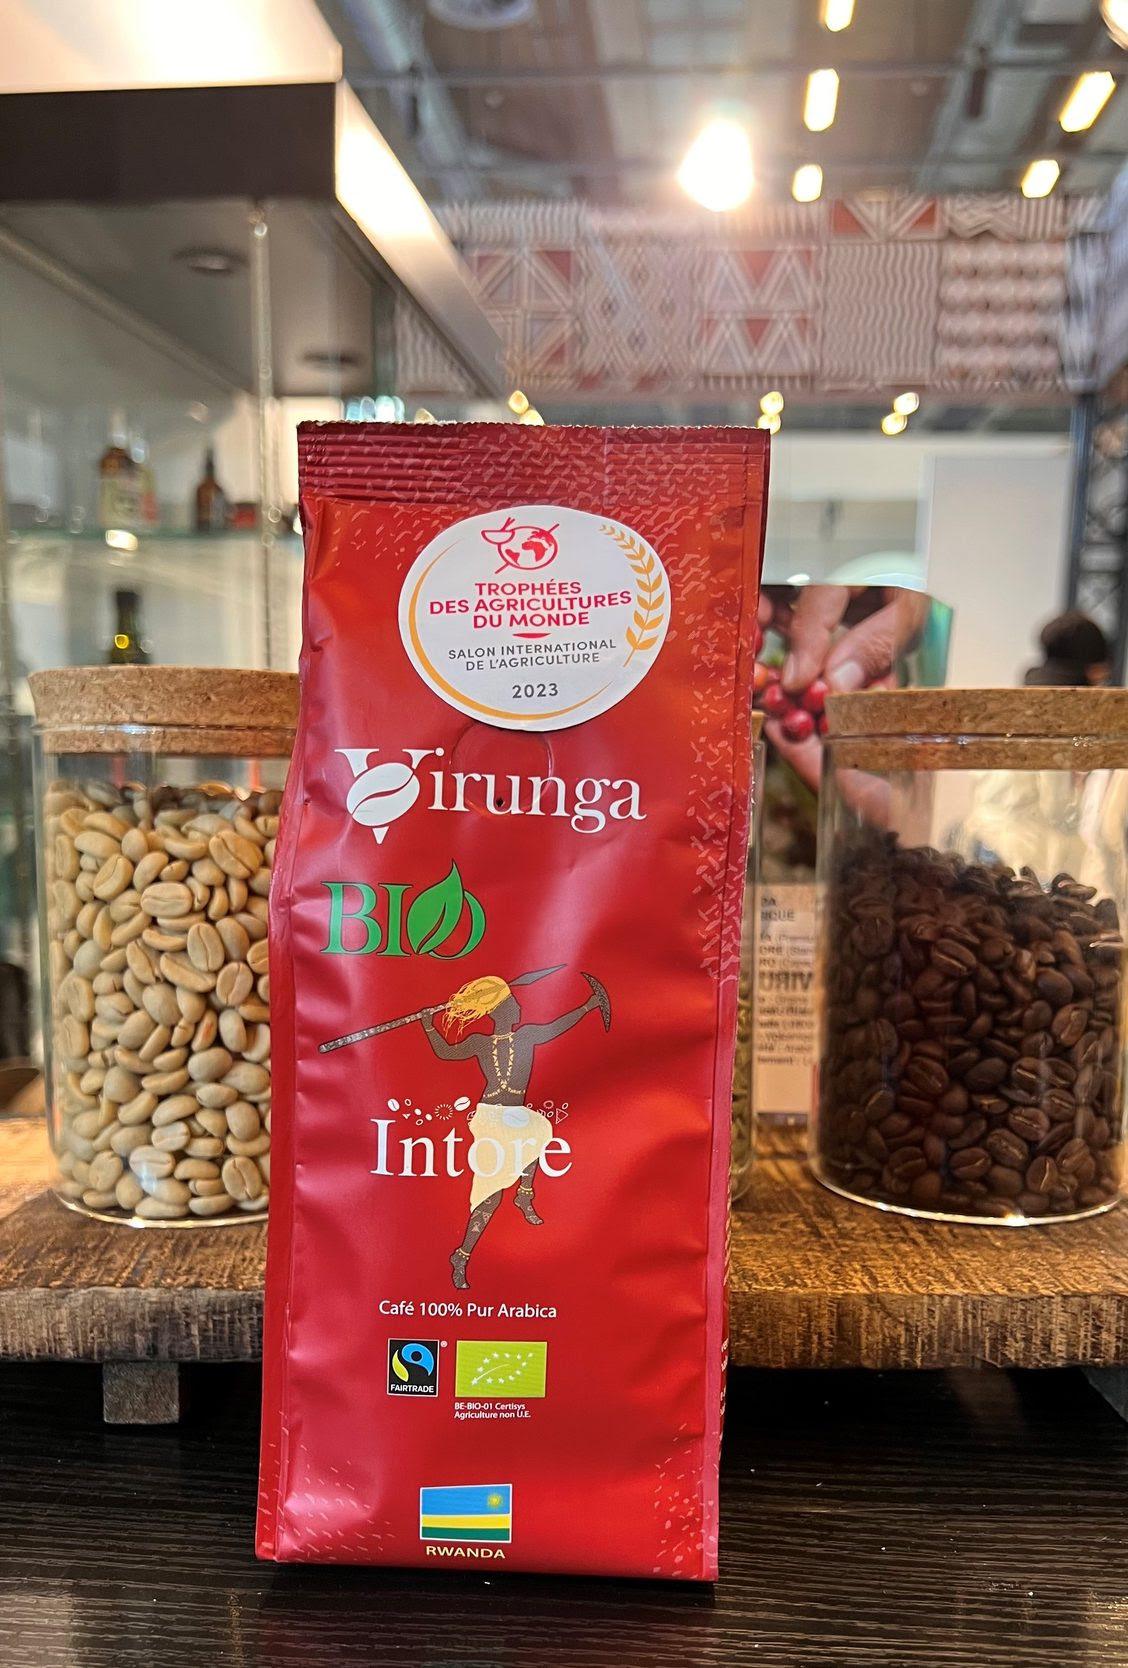 TROPHÉES
DES AGRICULTURES
DU MONDE
SALON INTERNATIONAL
DE L'AGRICULTURE
2023
Virunga
BIO
Intore
Café 100% Pur Arabica
FAIRTRADE
®
BE-BIO-01 Certisys
Agriculture non U.E.
RWANDA